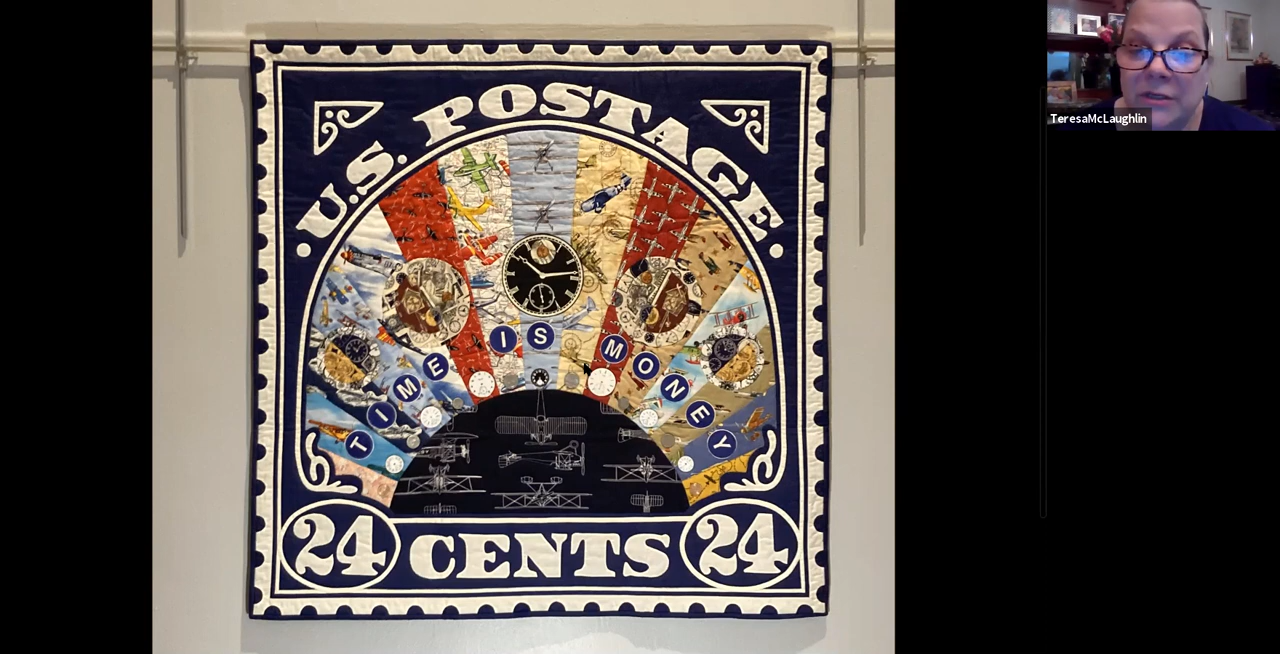 U.S. POSTAGE
TIME IS MONEY
24 CENTS 24
TeresaMcLaughlin